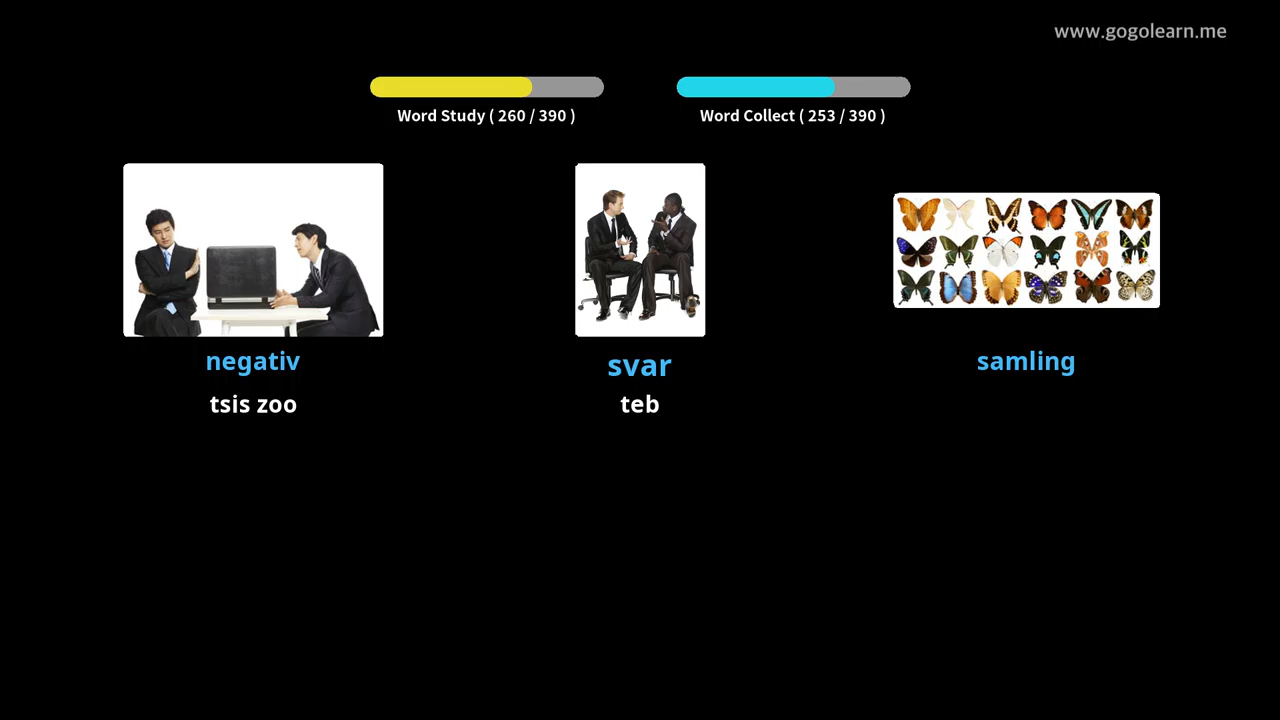 www.gogolearn.me
Word Study ( 260 / 390 )
Word Collect ( 253 / 390 )
negativ
svar
samling
tsis zoo
teb